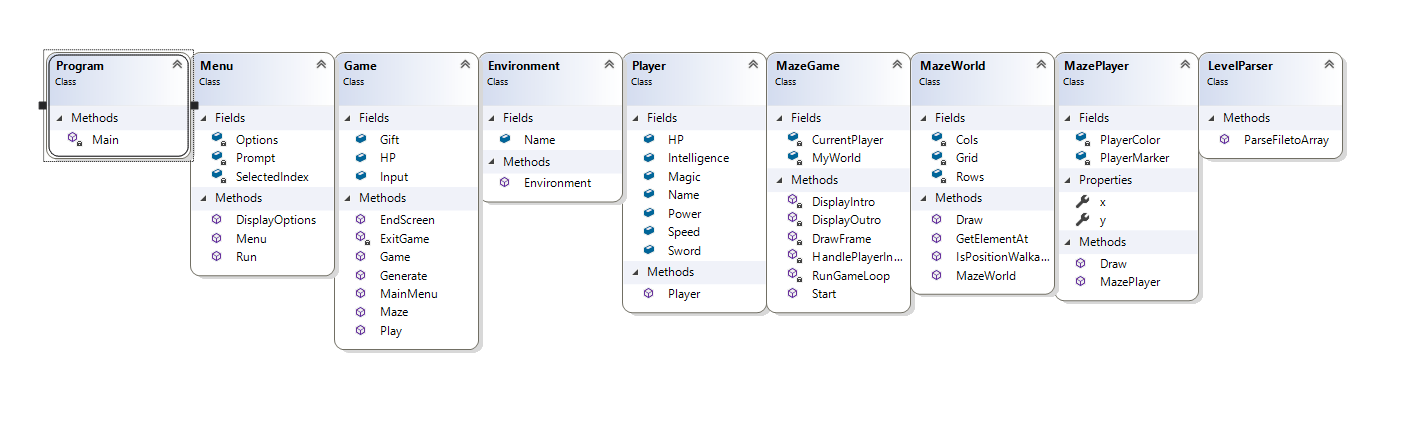 Program
Class
Methods
Main
Menu
Class
Fields
Options
Prompt
SelectedIndex
Methods
DisplayOptions
Menu
Run
Game
Class
Fields
Gift
HP
Input
Methods
EndScreen
ExitGame
Game
Generate
MainMenu
Maze
Play
Environment
Class
Fields
Name
Methods
Environment
Player
Class
Fields
HP
Intelligence
Magic
Name
Power
Speed
Sword
Methods
Player
MazeGame
Class
Fields
CurrentPlayer
MyWorld
Methods
DisplayIntro
DisplayOutro
DrawFrame
HandlePlayerIn...
RunGameLoop
Start
MazeWorld
Class
Fields
Cols
Grid
Rows
Methods
Draw
GetElementAt
IsPositionWalka...
MazeWorld
MazePlayer
Class
Fields
PlayerColor
PlayerMarker
Properties
x
y
Methods
Draw
MazePlayer
LevelParser
Class
Methods
ParseFiletoArray